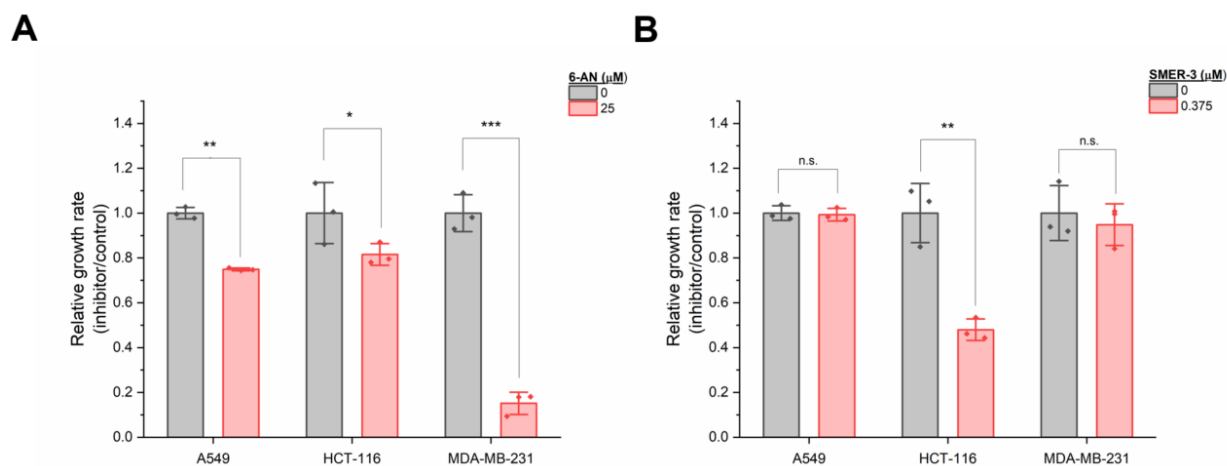 A
6-AN (μM)
0
25
1.4
1.2
1.0
0.8
0.6
0.4
0.2
0.0
Relative growth rate
(inhibitor/control)
**
*
***
A549
HCT-116
MDA-MB-231
B
SMER-3 (μM)
0
0.375
1.4
1.2
1.0
0.8
0.6
0.4
0.2
0.0
Relative growth rate
(inhibitor/control)
n.s.
**
n.s.
A549
HCT-116
MDA-MB-231